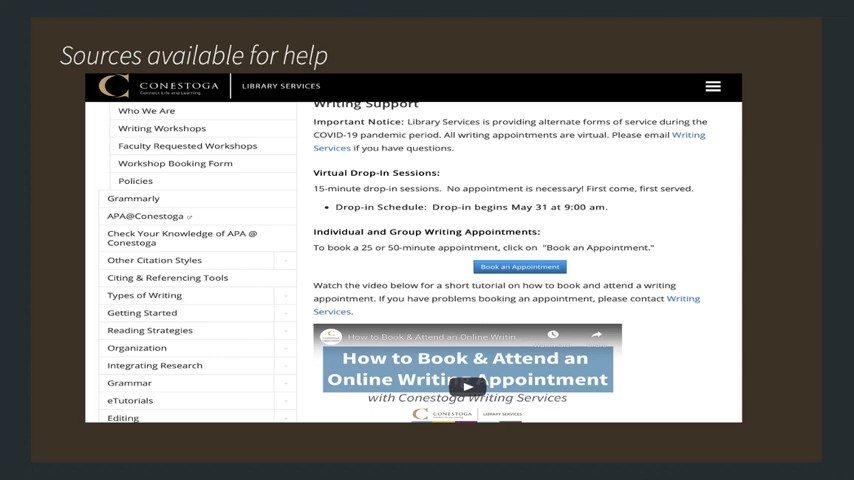 Sources available for help
CONESTOGA
Connect Life and Learning
LIBRARY SERVICES
Who We Are
Writing Workshops
Faculty Requested Workshops
Workshop Booking Form
Policies
Grammarly
APA@Conestoga
Check Your Knowledge of APA @
Conestoga
Other Citation Styles
Citing & Referencing Tools
Types of Writing
Getting Started
Reading Strategies
Organization
Integrating Research
Grammar
eTutorials
Editing
Writing Support
Important Notice: Library Services is providing alternate forms of service during the
COVID-19 pandemic period. All writing appointments are virtual. Please email Writing
Services if you have questions.
Virtual Drop-In Sessions:
15-minute drop-in sessions. No appointment is necessary! First come, first served.
• Drop-in Schedule: Drop-in begins May 31 at 9:00 am.
Individual and Group Writing Appointments:
To book a 25 or 50-minute appointment, click on "Book an Appointment."
Book an Appointment
Watch the video below for a short tutorial on how to book and attend a writing
appointment. If you have problems booking an appointment, please contact Writing
Services.
How to Book & Attend an Online Writin...
How to Book & Attend an
Online Writing Appointment
with Conestoga Writing Services
CONESTOGA
LIBRARY SERVICES